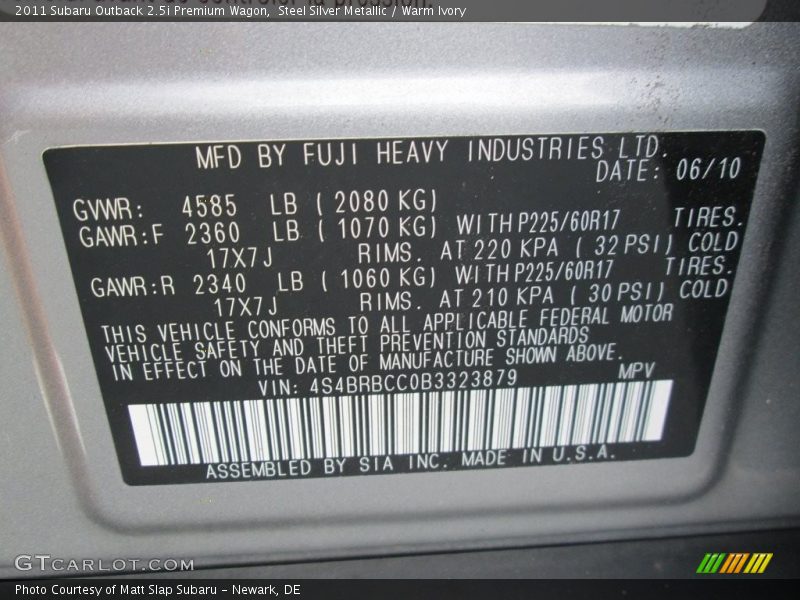 2011 Subaru Outback 2.5i Premium Wagon, Steel Silver Metallic / Warm Ivory
MFD BY FUJI HEAVY INDUSTRIES LTD.
DATE: 06/10
GVWR: 4585 LB ( 2080 KG)
GAWR:F 2360 LB ( 1070 KG) WITH P225/60R17 TIRES.
17X7J RIMS. AT 220 KPA ( 32 PSI) COLD
GAWR:R 2340 LB ( 1060 KG) WITH P225/60R17 TIRES.
17X7J RIMS. AT 210 KPA ( 30 PSI) COLD
THIS VEHICLE CONFORMS TO ALL APPLICABLE FEDERAL MOTOR
VEHICLE SAFETY AND THEFT PREVENTION STANDARDS
IN EFFECT ON THE DATE OF MANUFACTURE SHOWN ABOVE.
VIN: 4S4BRBCC0B3323879 MPV
ASSEMBLED BY SIA INC. MADE IN U.S.A.
GTCARLOT.COM
Photo Courtesy of Matt Slap Subaru - Newark, DE